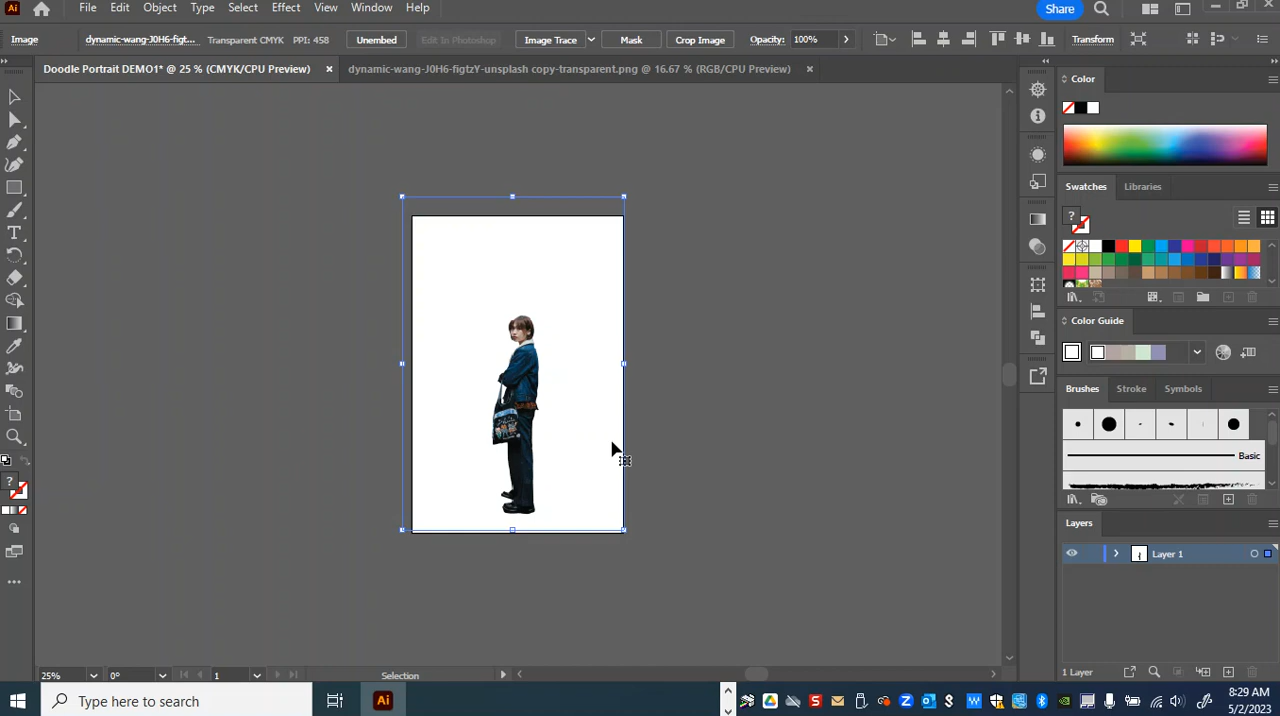 Ai File Edit Object Type Select Effect View Window Help Share
Image dynamic-wang-J0H6-figt... Transparent CMYK PPI: 458 Unembed Edit In Photoshop Image Trace Mask Crop Image Opacity: 100% Transform
Doodle Portrait DEMO1* @ 25 % (CMYK/CPU Preview) × dynamic-wang-J0H6-figtzY-unsplash copy-transparent.png @ 16.67 % (RGB/CPU Preview) ×
Color
Swatches Libraries
?
Color Guide
Brushes Stroke Symbols
Basic
?
Layers
Layer 1
25% 0° 1 Selection 1 Layer
Type here to search Ai 8:29 AM
5/2/2023